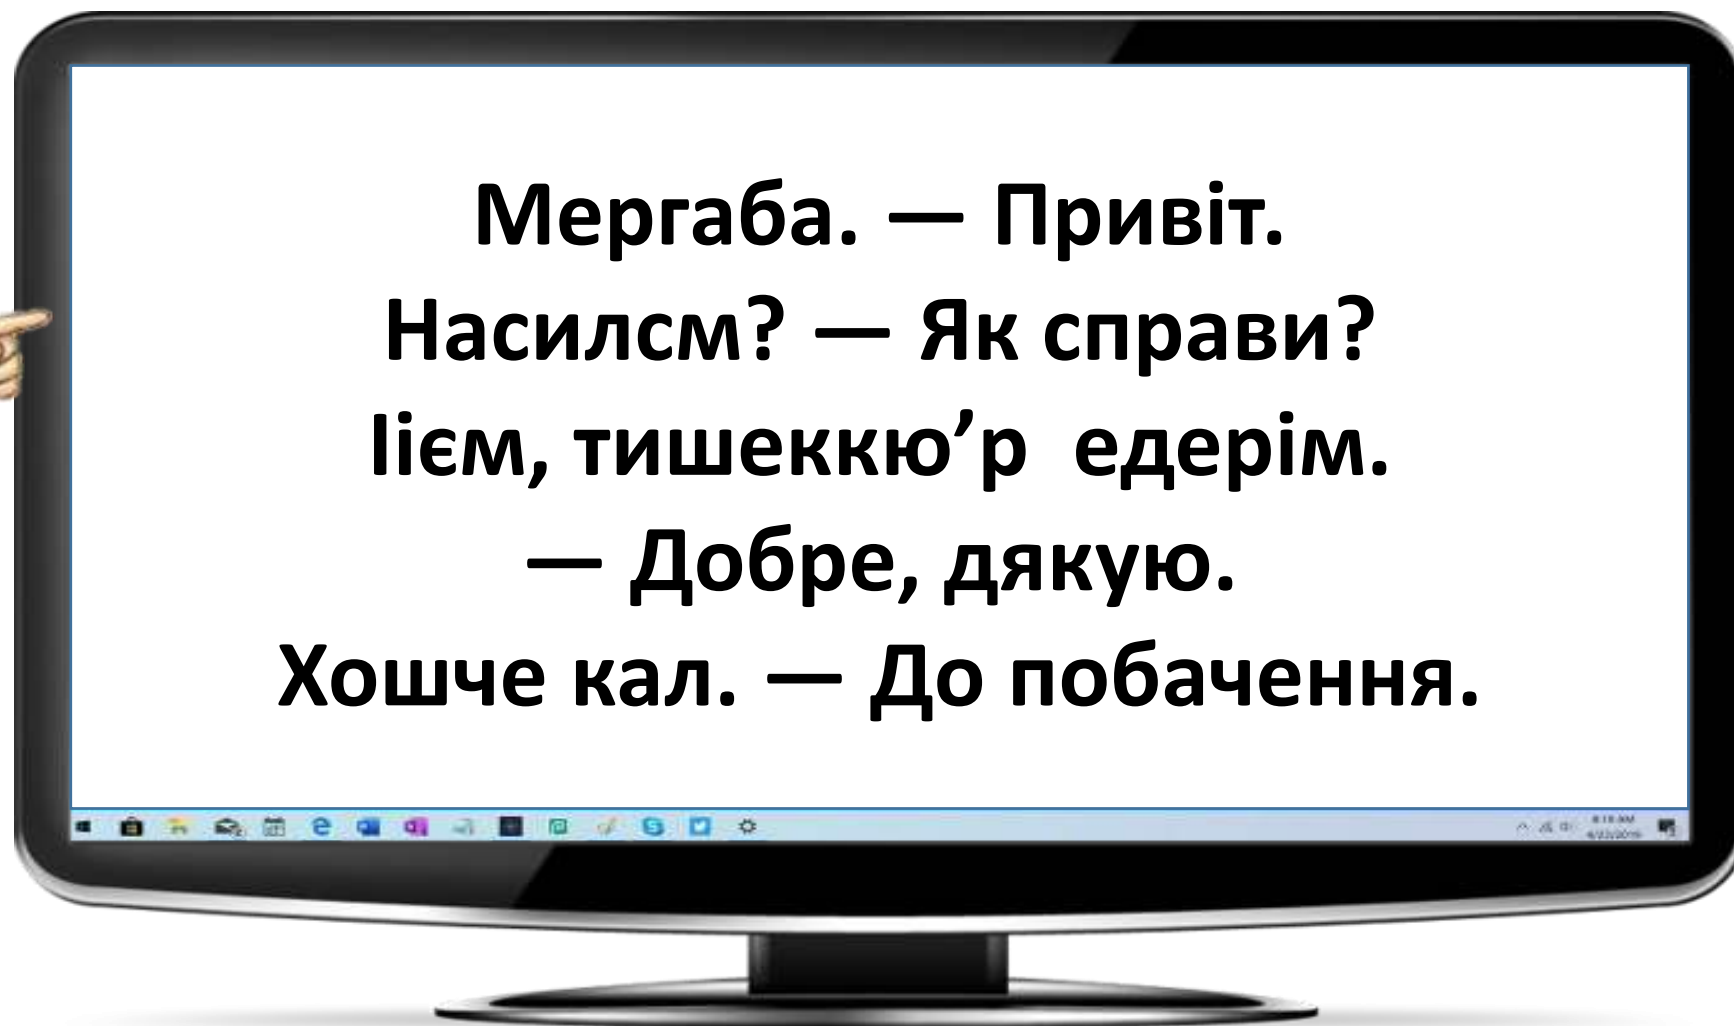 Мергаба. — Привіт.
Насилсм? — Як справи?
Іієм, тишеккю’р едерім.
— Добре, дякую.
Хошче кал. — До побачення.